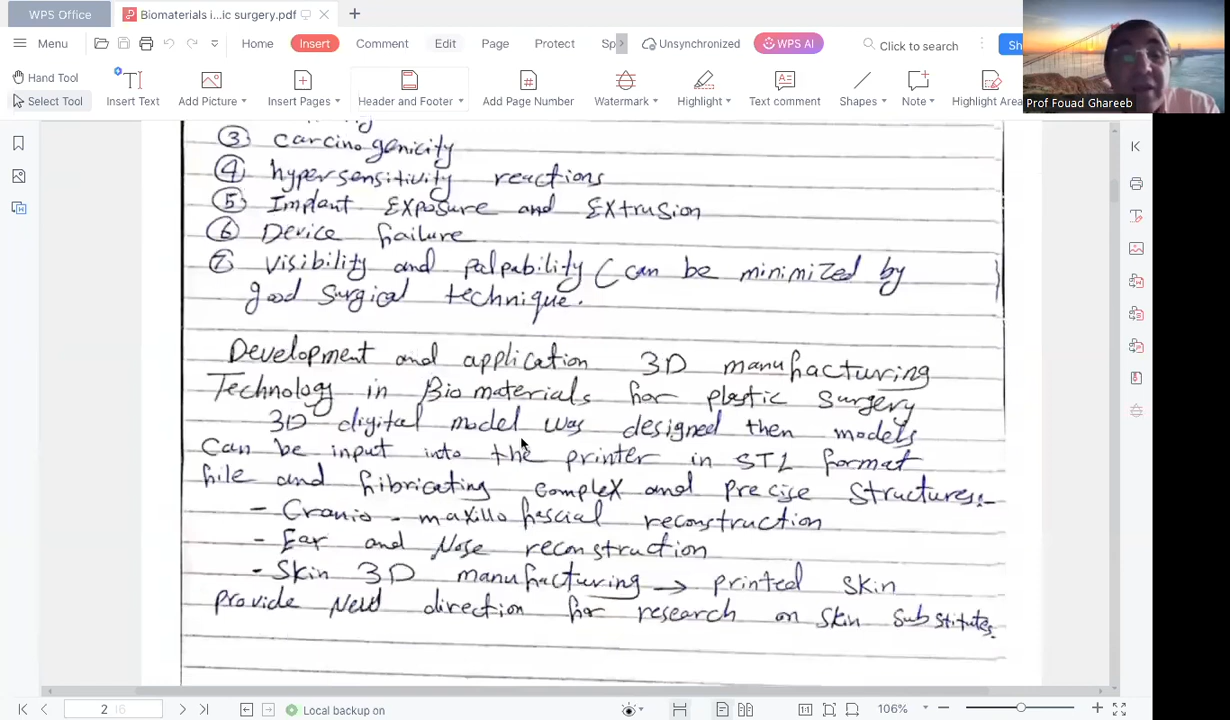 WPS Office
Biomaterials i...ic surgery.pdf
Menu
Home
Insert
Comment
Edit
Page
Protect
Sp
Unsynchronized
WPS AI
Click to search
Sh
Hand Tool
Select Tool
Insert Text
Add Picture
Insert Pages
Header and Footer
Add Page Number
Watermark
Highlight
Text comment
Shapes
Note
Highlight Area
Prof Fouad Ghareeb
③ carcinogenicity
④ hypersensitivity reactions
⑤ Implant Exposure and Extrusion
⑥ Device failure
⑦ Visibility and palpability ( can be minimized by
good surgical technique.
Development and application 3D manufacturing
Technology in Biomaterials for plastic surgery
3D digital model was designed then models
Can be input into the printer in STL format
file and fibricating complex and precise structures:-
- Cranio - maxillo fascial reconstruction
- Ear and Nose reconstruction
- Skin 3D manufacturing → printed skin
provide New direction for research on skin substitutes.
2 /6
Local backup on
1:1
106%